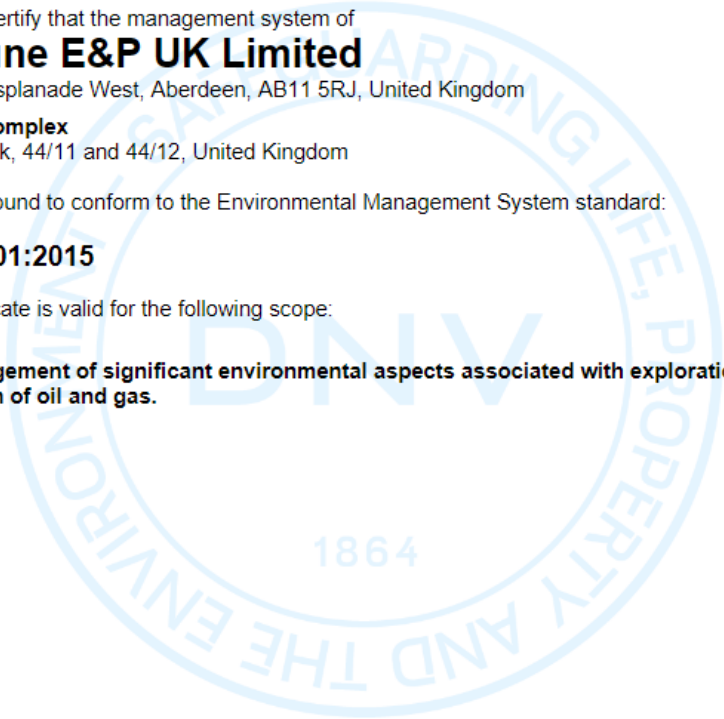 ertify that the management system of
une E&P UK Limited
splanade West, Aberdeen, AB11 5RJ, United Kingdom
omplex
k, 44/11 and 44/12, United Kingdom
ound to conform to the Environmental Management System standard:
01:2015
ate is valid for the following scope:
gement of significant environmental aspects associated with explorati
n of oil and gas.
DNV
1864
SAFEGUARDING LIFE, PROPERTY AND THE ENVIRONMENT